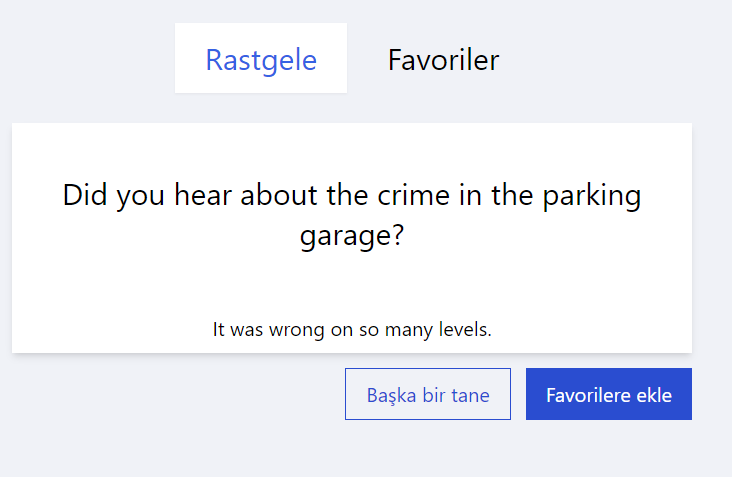 Rastgele Favoriler
Did you hear about the crime in the parking
garage?
It was wrong on so many levels.
Başka bir tane Favorilere ekle